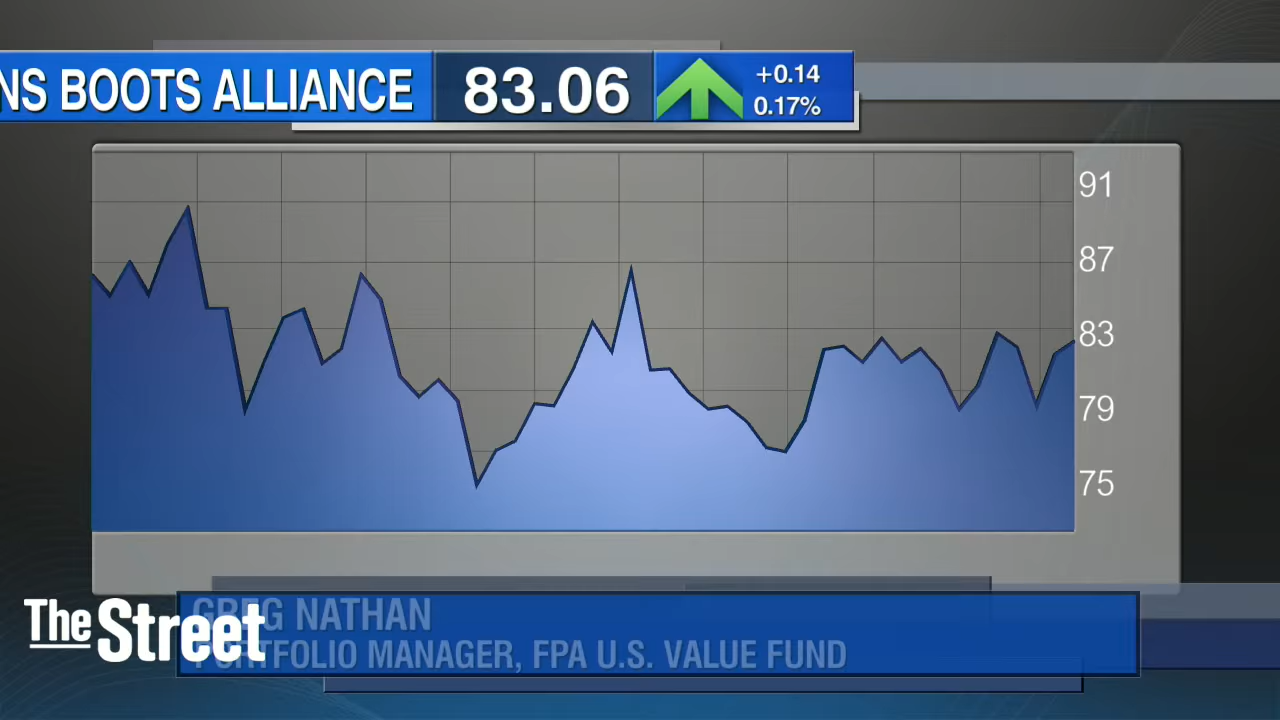 NS BOOTS ALLIANCE 83.06 +0.14
0.17%
91
87
83
79
75
GREG NATHAN
PORTFOLIO MANAGER, FPA U.S. VALUE FUND
The Street